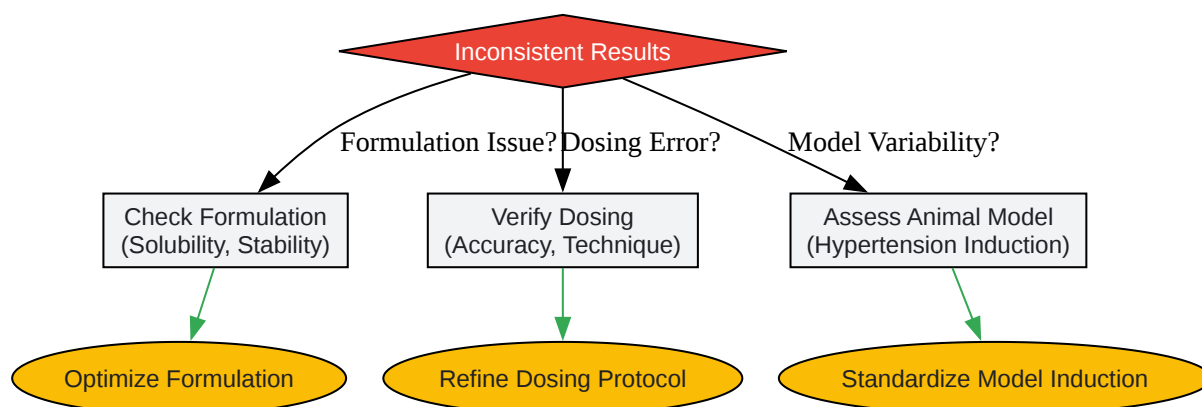 Inconsistent Results
Formulation Issue?
Dosing Error?
Model Variability?
Check Formulation
(Solubility, Stability)
Verify Dosing
(Accuracy, Technique)
Assess Animal Model
(Hypertension Induction)
Optimize Formulation
Refine Dosing Protocol
Standardize Model Induction